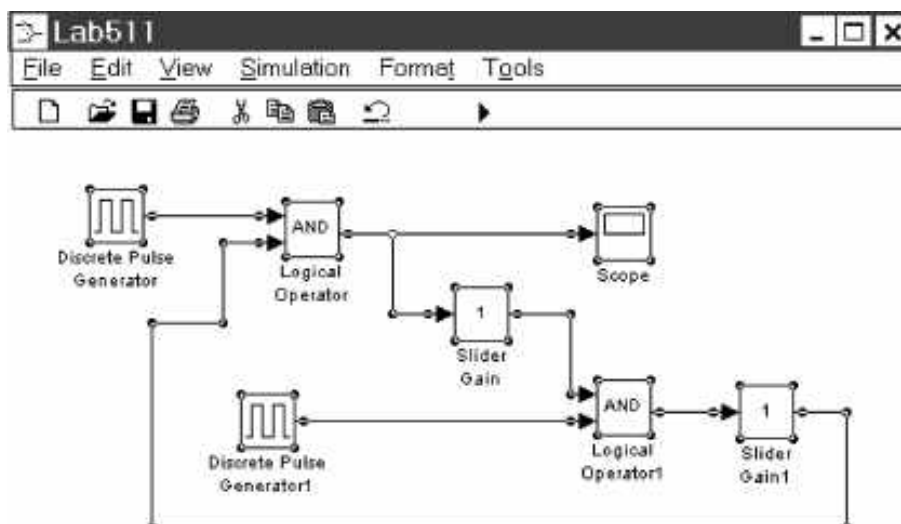 Lab511
File Edit View Simulation Format Tools
AND
Discrete Pulse
Generator
Logical
Operator
Scope
1
Slider
Gain
AND
1
Discrete Pulse
Generator1
Logical
Operator1
Slider
Gain1